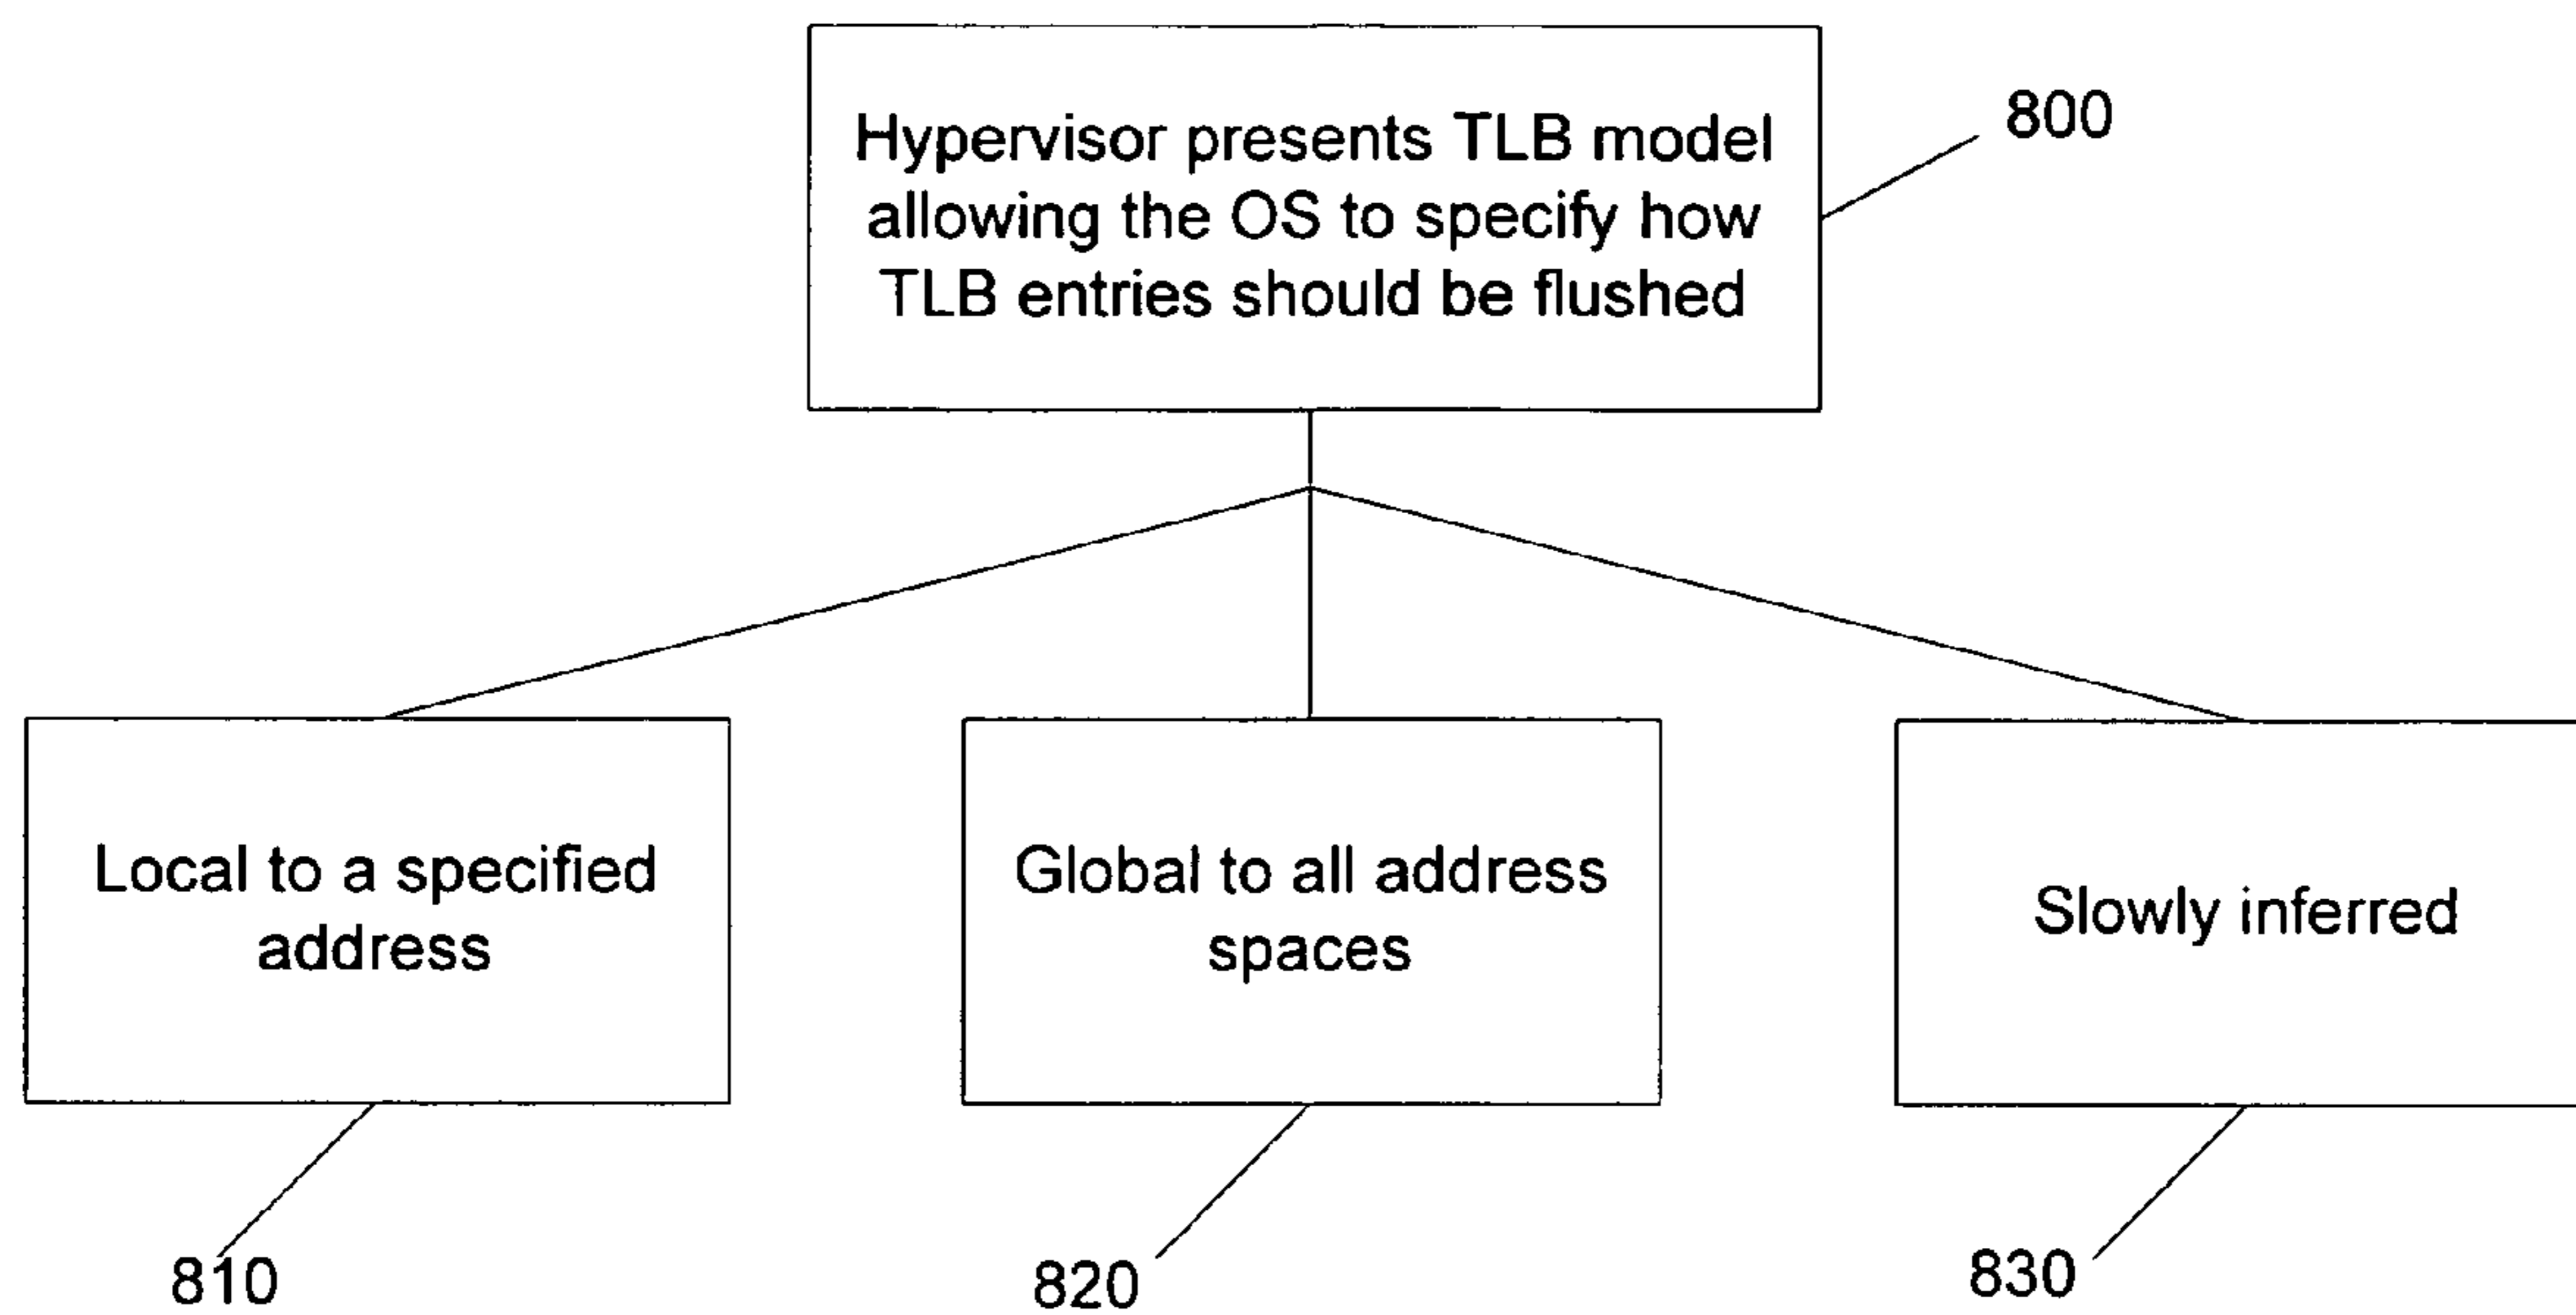 Hypervisor presents TLB model
allowing the OS to specify how
TLB entries should be flushed
800
Local to a specified
address
Global to all address
spaces
Slowly inferred
810
820
830